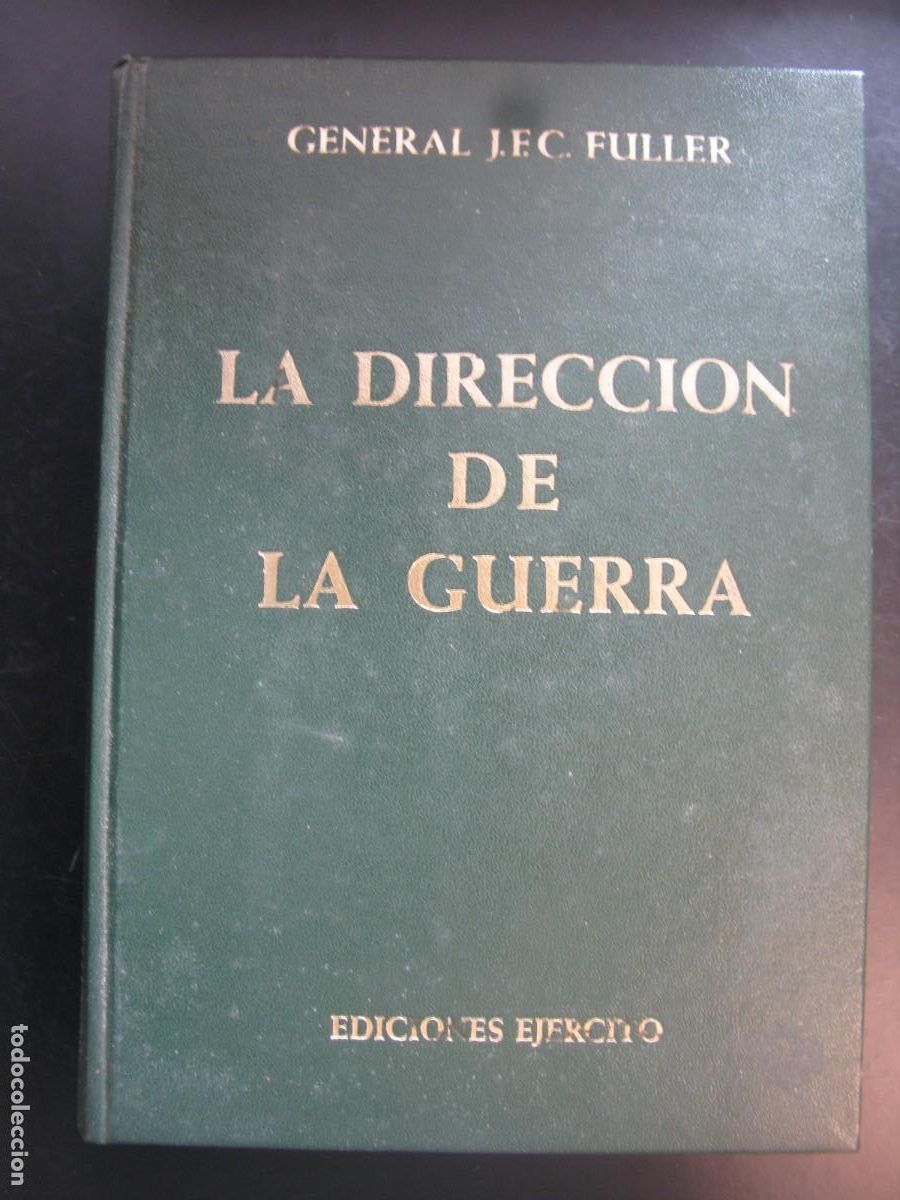 GENERAL J.F.C. FULLER
LA DIRECCION
DE
LA GUERRA
EDICIONES EJERCITO
todocoleccion